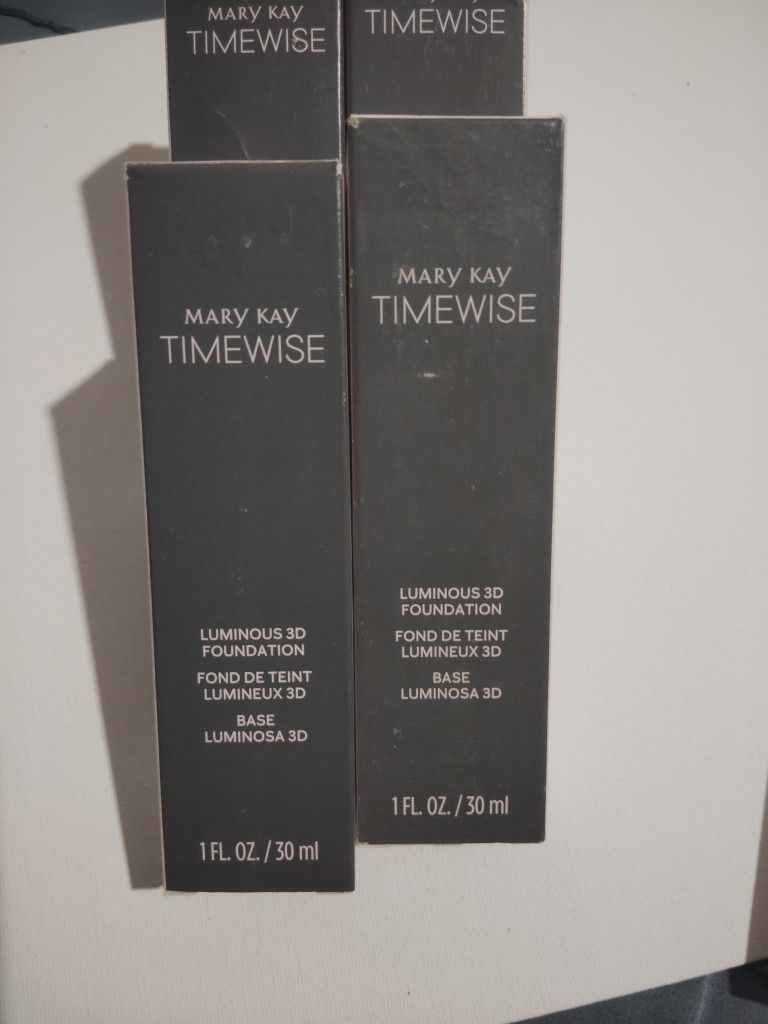 MARY KAY
TIMEWISE
TIMEWISE
MARY KAY
TIMEWISE
LUMINOUS 3D
FOUNDATION
FOND DE TEINT
LUMINEUX 3D
BASE
LUMINOSA 3D
1 FL. OZ. / 30 ml
MARY KAY
TIMEWISE
LUMINOUS 3D
FOUNDATION
FOND DE TEINT
LUMINEUX 3D
BASE
LUMINOSA 3D
1 FL. OZ. / 30 ml